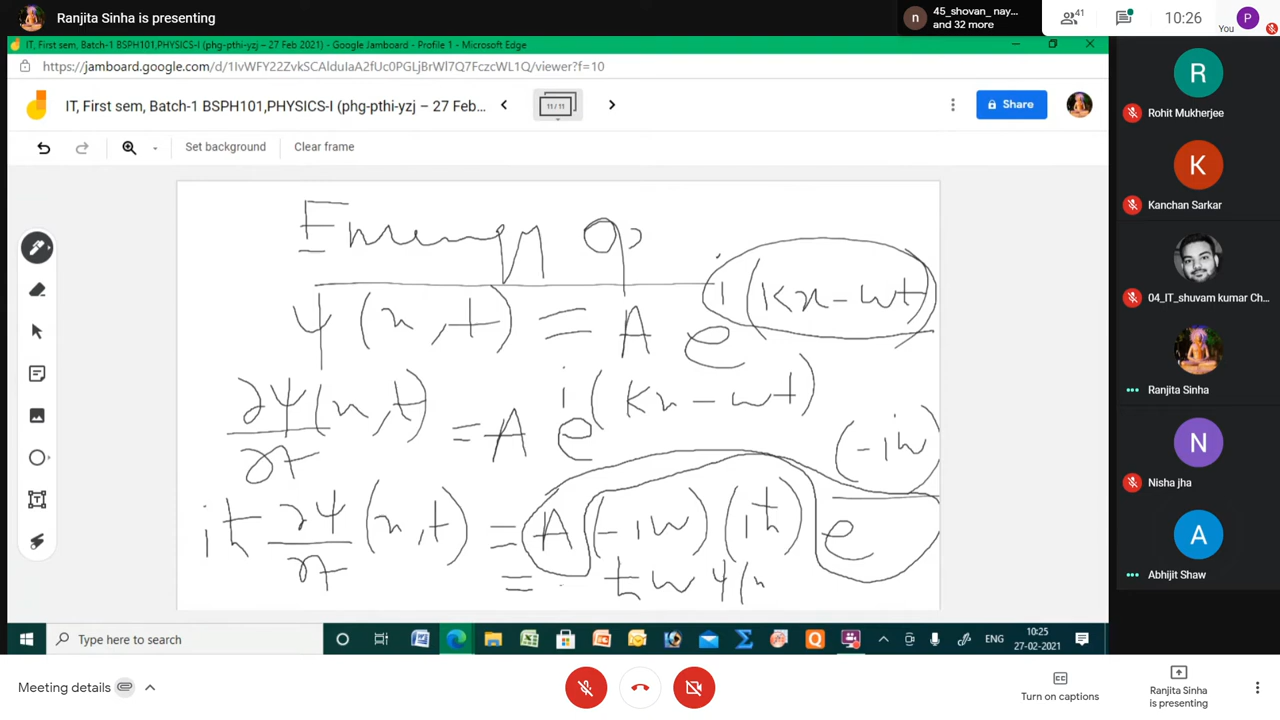 Ranjita Sinha is presenting
n
45_shovan_ nay...
and 32 more
41
10:26
You
P
IT, First sem, Batch-1 BSPH101,PHYSICS-I (phg-pthi-yzj – 27 Feb 2021) - Google Jamboard - Profile 1 - Microsoft Edge
https://jamboard.google.com/d/1IvWFY22ZvkSCAlduIaA2fUc0PGLjBrWl7Q7FczcWL1Q/viewer?f=10
IT, First sem, Batch-1 BSPH101,PHYSICS-I (phg-pthi-yzj – 27 Feb...
11/11
Share
Set background
Clear frame
Energy Op
ψ(x,t) = A e^{i(kx-ωt)}
∂ψ(x,t)/∂t = A e^{i(kx-ωt)} (-iω)
iħ ∂ψ/∂t (x,t) = A (-iω) (iħ) e
= ħω ψ(x
R
Rohit Mukherjee
K
Kanchan Sarkar
04_IT_shuvam kumar Ch...
Ranjita Sinha
N
Nisha jha
A
Abhijit Shaw
Type here to search
ENG
10:25
27-02-2021
Meeting details
Turn on captions
Ranjita Sinha
is presenting